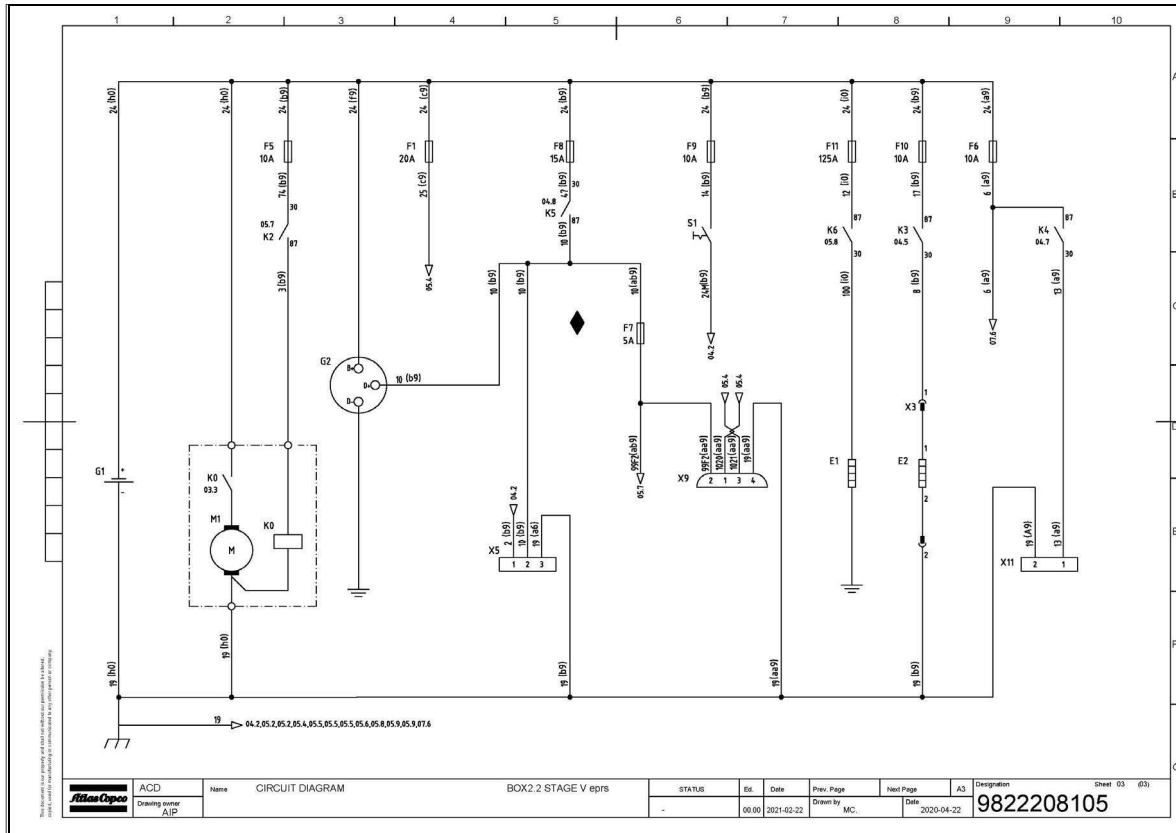 1 2 3 4 5 6 7 8 9 10
A
24 (h0) 24 (h0) 24 (b9) 24 (f9) 24 (c9) 24 (b9) 24 (b9) 24 (i0) 24 (b9) 24 (a9)
F5 F1 F8 F9 F11 F10 F6
10A 20A 15A 10A 125A 10A 10A
74 (b9) 25 (c9) 47 (b9) 14 (b9) 12 (i0) 17 (b9) 6 (a9)
B
30 30
04.8
05.7 K5 87 S1 87 87 87
K2 87 K6 K3 K4
05.8 04.5 04.7
10 (b9) 30 30 30
3(b9) 05.4 10 (b9) 10 (b9) 10(ab9) 24M(b9) 100(i0) 8 (b9) 6 (a9) 13 (a9)
C
F7
5A
04.2 07.6
G2
B+
D+ 10 (b9)
D-
05.4 05.4
1
X3
D
99F2(ab9) 99F2(aa9) 1020(aa9) 1021(aa9) 19(aa9)
1
G1 + - K0 E1 E2
03.3 X9 2 1 3 4
05.7
04.2 2
M1 K0
M
2 (b9) 10 (b9) 19 (a6) 19 (A9) 13 (a9)
E
2
X5 1 2 3 X11 2 1
F
19 (h0) 19 (h0) 19 (b9) 19(aa9) 19 (b9)
19 04.2,05.2,05.2,05.4,05.5,05.5,05.5,05.6,05.8,05.9,05.9,07.6
Atlas Copco
ACD
Drawing owner
AIP
Name CIRCUIT DIAGRAM BOX2.2 STAGE V eprs
STATUS
-
Ed. Date
00.00 2021-02-22
Prev. Page Next Page A3
Drawn by
MC.
Date
2020-04-22
Designation Sheet 03 (03)
9822208105